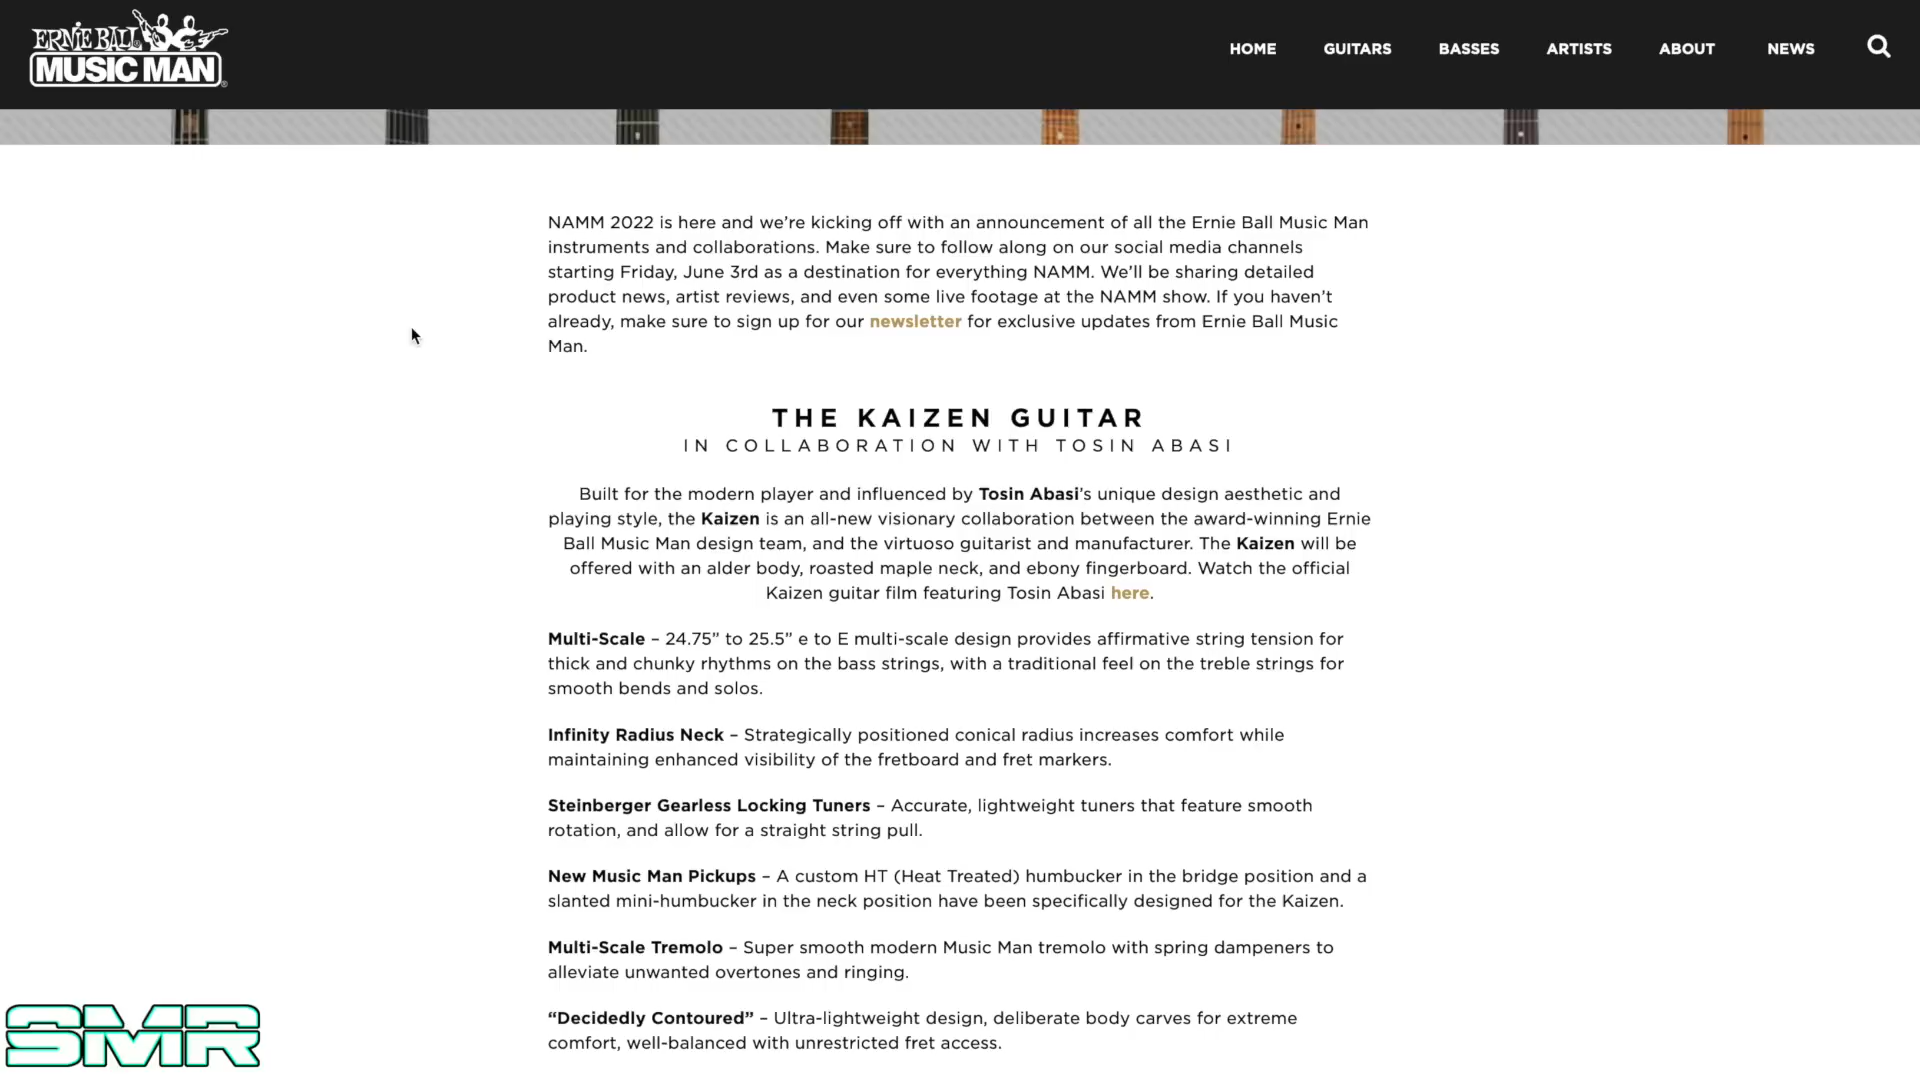 ERNIE BALL
MUSIC MAN
HOME GUITARS BASSES ARTISTS ABOUT NEWS
NAMM 2022 is here and we’re kicking off with an announcement of all the Ernie Ball Music Man
instruments and collaborations. Make sure to follow along on our social media channels
starting Friday, June 3rd as a destination for everything NAMM. We’ll be sharing detailed
product news, artist reviews, and even some live footage at the NAMM show. If you haven’t
already, make sure to sign up for our newsletter for exclusive updates from Ernie Ball Music
Man.
THE KAIZEN GUITAR
IN COLLABORATION WITH TOSIN ABASI
Built for the modern player and influenced by Tosin Abasi’s unique design aesthetic and
playing style, the Kaizen is an all-new visionary collaboration between the award-winning Ernie
Ball Music Man design team, and the virtuoso guitarist and manufacturer. The Kaizen will be
offered with an alder body, roasted maple neck, and ebony fingerboard. Watch the official
Kaizen guitar film featuring Tosin Abasi here.
Multi-Scale – 24.75” to 25.5” e to E multi-scale design provides affirmative string tension for
thick and chunky rhythms on the bass strings, with a traditional feel on the treble strings for
smooth bends and solos.
Infinity Radius Neck – Strategically positioned conical radius increases comfort while
maintaining enhanced visibility of the fretboard and fret markers.
Steinberger Gearless Locking Tuners – Accurate, lightweight tuners that feature smooth
rotation, and allow for a straight string pull.
New Music Man Pickups – A custom HT (Heat Treated) humbucker in the bridge position and a
slanted mini-humbucker in the neck position have been specifically designed for the Kaizen.
Multi-Scale Tremolo – Super smooth modern Music Man tremolo with spring dampeners to
alleviate unwanted overtones and ringing.
“Decidedly Contoured” – Ultra-lightweight design, deliberate body carves for extreme
comfort, well-balanced with unrestricted fret access.
SMR